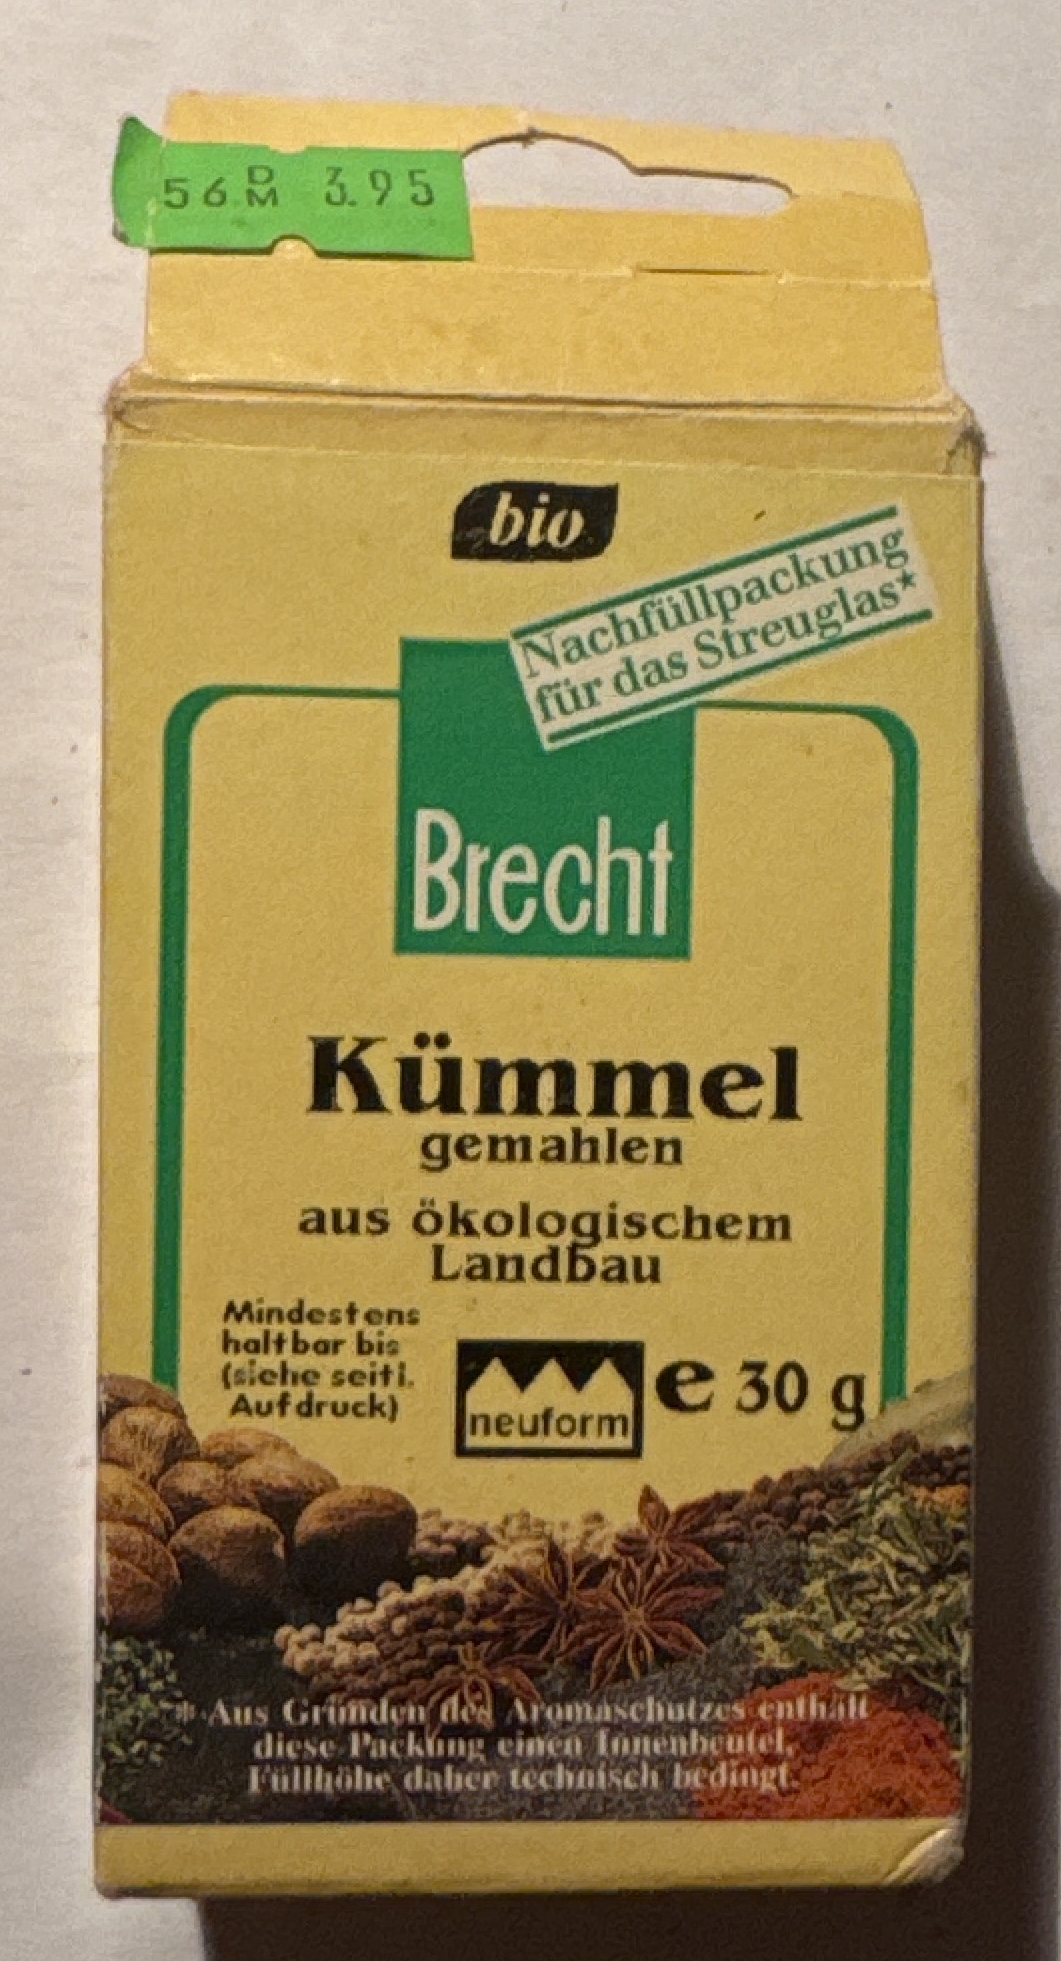 56 DM 3.95
bio
Nachfüllpackung
für das Streuglas*
Brecht
Kümmel
gemahlen
aus ökologischem
Landbau
Mindestens
haltbar bis
(siehe seitl.
Aufdruck)
neuform
e 30 g
* Aus Gründen des Aromaschutzes enthält
diese Packung einen Innenbeutel,
Füllhöhe daher technisch bedingt.